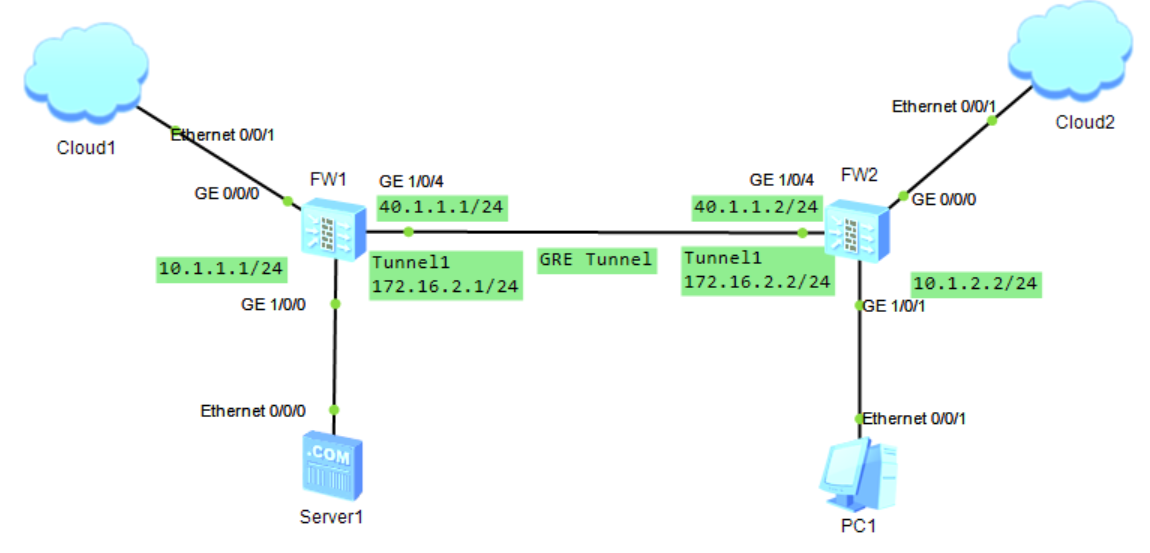 Ethernet 0/0/1
Cloud2
Ethernet 0/0/1
Cloud1
FW1
GE 1/0/4
GE 1/0/4
FW2
GE 0/0/0
GE 0/0/0
40.1.1.1/24
40.1.1.2/24
10.1.1.1/24
Tunnel1
172.16.2.1/24
GRE Tunnel
Tunnel1
172.16.2.2/24
10.1.2.2/24
GE 1/0/0
GE 1/0/1
Ethernet 0/0/0
Ethernet 0/0/1
.COM
Server1
PC1